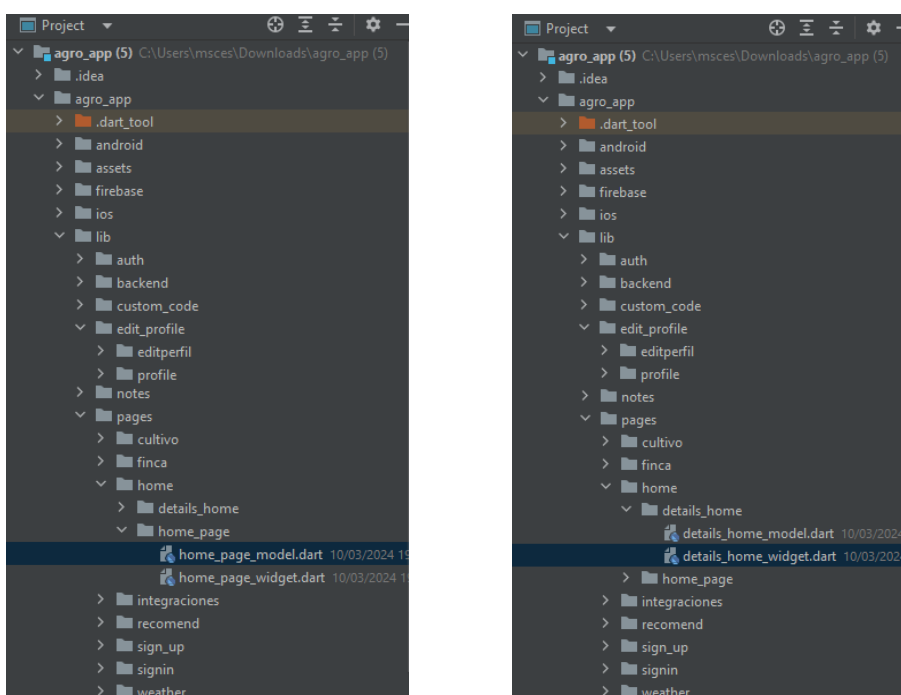 Project
agro_app (5) C:\Users\msces\Downloads\agro_app (5)
.idea
agro_app
.dart_tool
android
assets
firebase
ios
lib
auth
backend
custom_code
edit_profile
editperfil
profile
notes
pages
cultivo
finca
home
details_home
home_page
home_page_model.dart 10/03/2024 19
home_page_widget.dart 10/03/2024 1
integraciones
recomend
sign_up
signin
weather
Project
agro_app (5) C:\Users\msces\Downloads\agro_app (5)
.idea
agro_app
.dart_tool
android
assets
firebase
ios
lib
auth
backend
custom_code
edit_profile
editperfil
profile
notes
pages
cultivo
finca
home
details_home
details_home_model.dart 10/03/2024
details_home_widget.dart 10/03/202
home_page
integraciones
recomend
sign_up
signin
weather